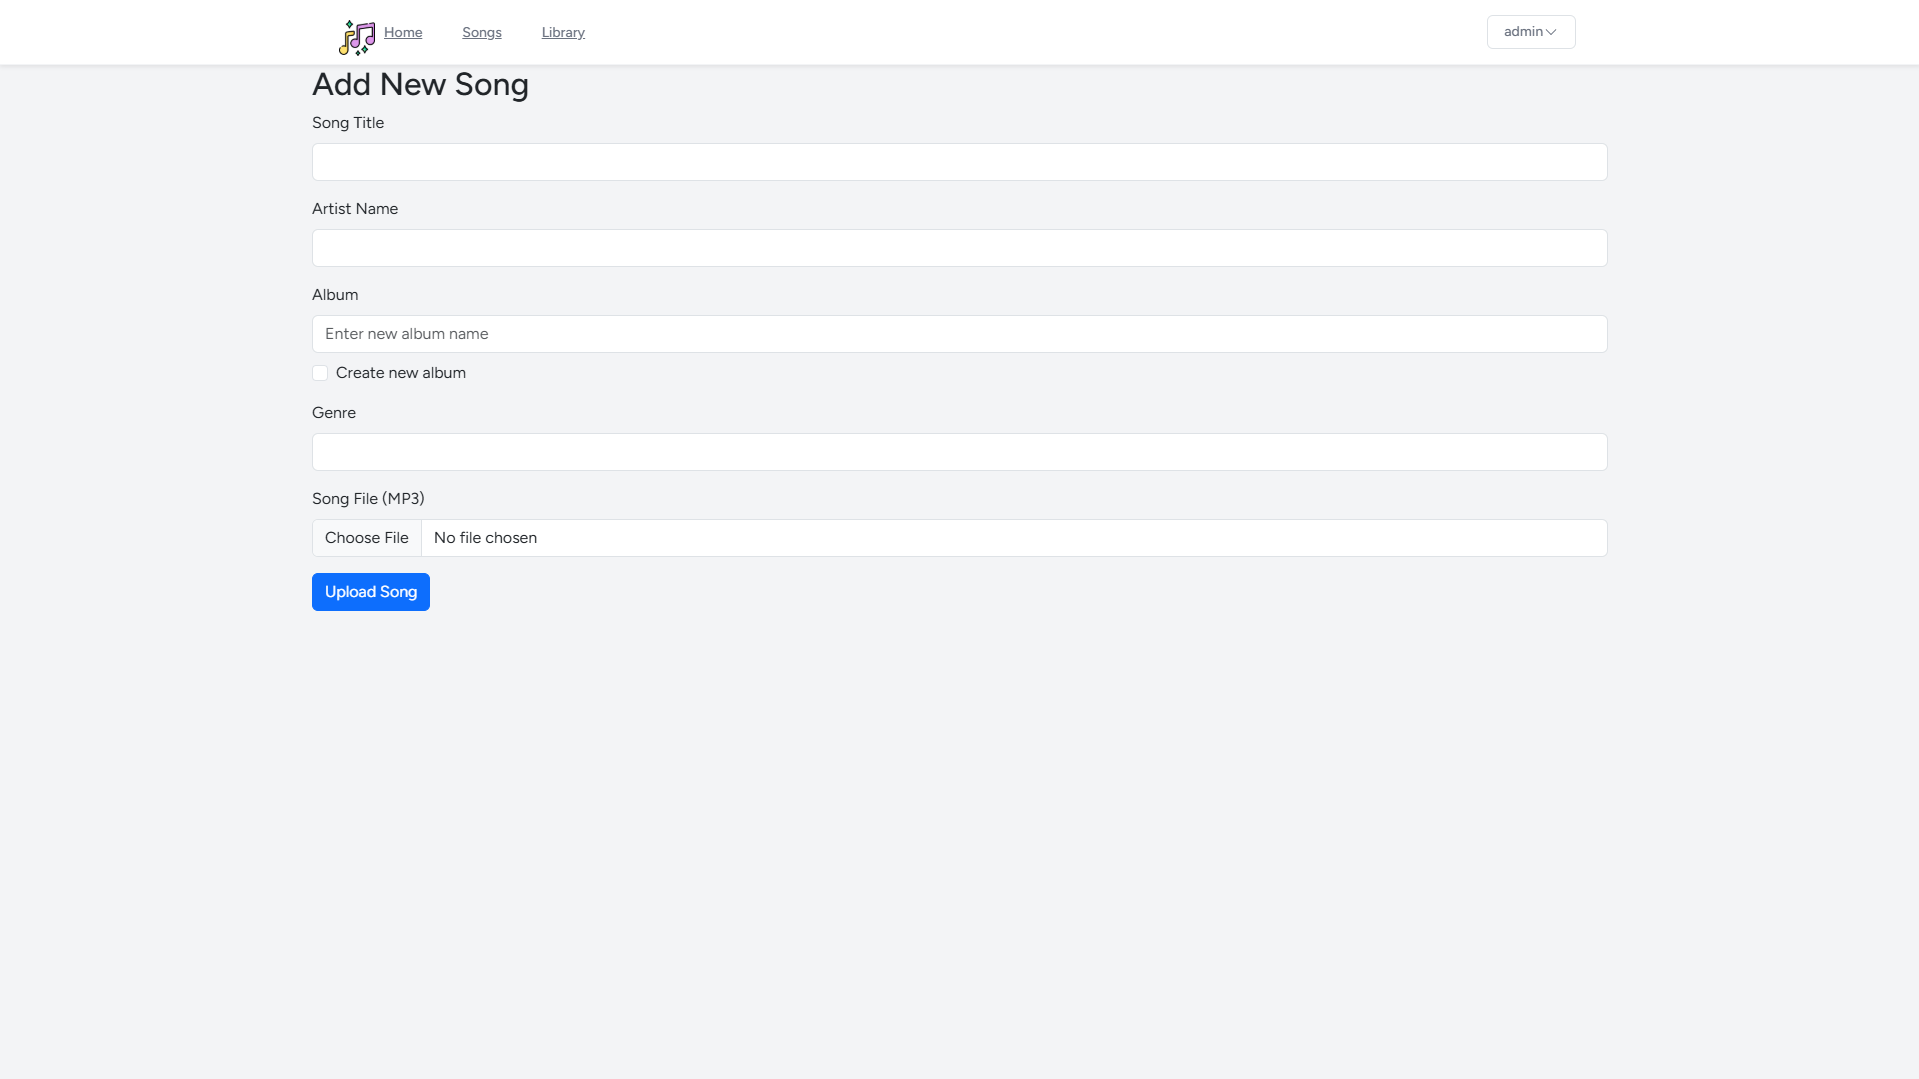 Home Songs Library admin
Add New Song
Song Title
Artist Name
Album
Enter new album name
Create new album
Genre
Song File (MP3)
Choose File No file chosen
Upload Song